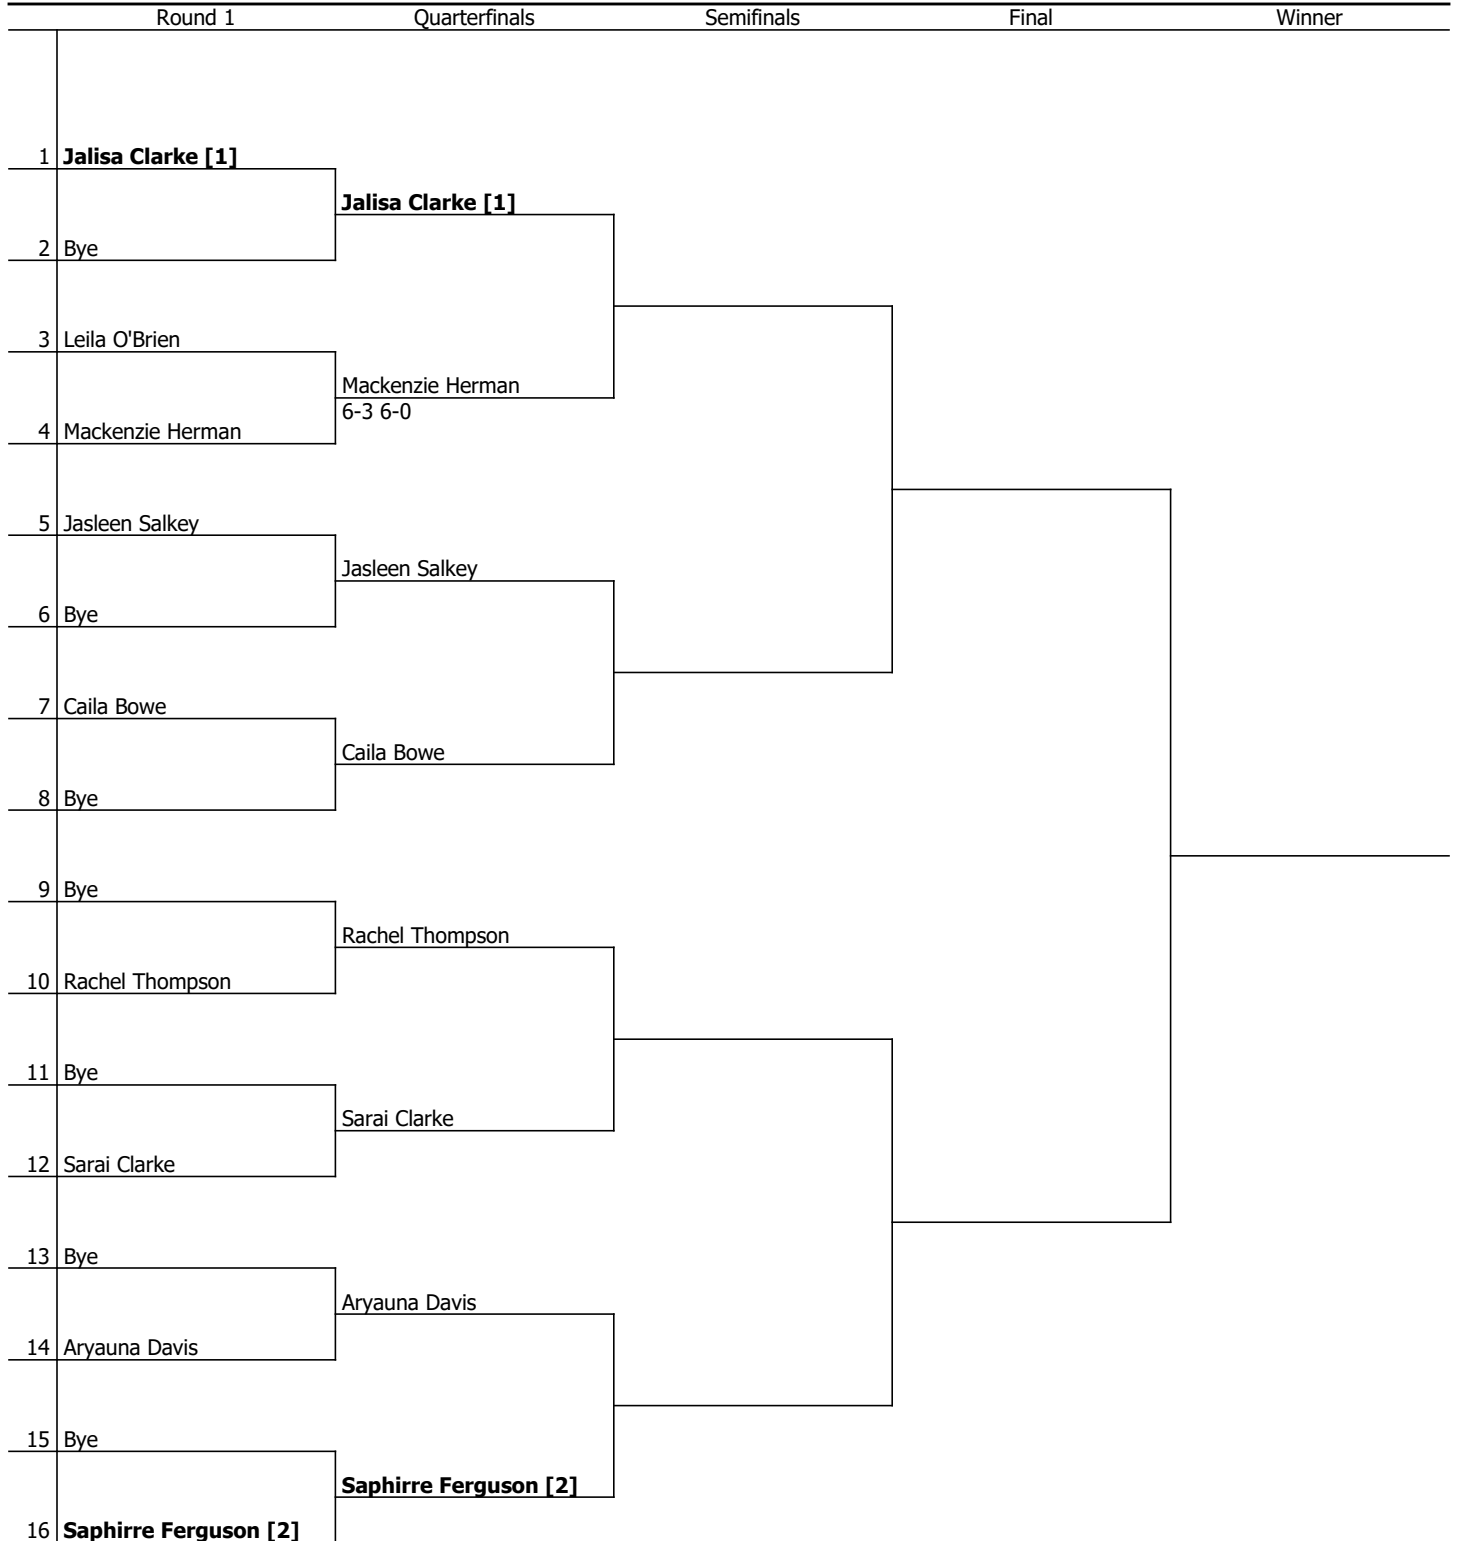 Round 1 Quarterfinals Semifinals Final Winner
1 Jalisa Clarke [1]
Jalisa Clarke [1]
2 Bye
3 Leila O'Brien
Mackenzie Herman
6-3 6-0
4 Mackenzie Herman
5 Jasleen Salkey
Jasleen Salkey
6 Bye
7 Caila Bowe
Caila Bowe
8 Bye
9 Bye
Rachel Thompson
10 Rachel Thompson
11 Bye
Sarai Clarke
12 Sarai Clarke
13 Bye
Aryauna Davis
14 Aryauna Davis
15 Bye
Saphirre Ferguson [2]
16 Saphirre Ferguson [2]